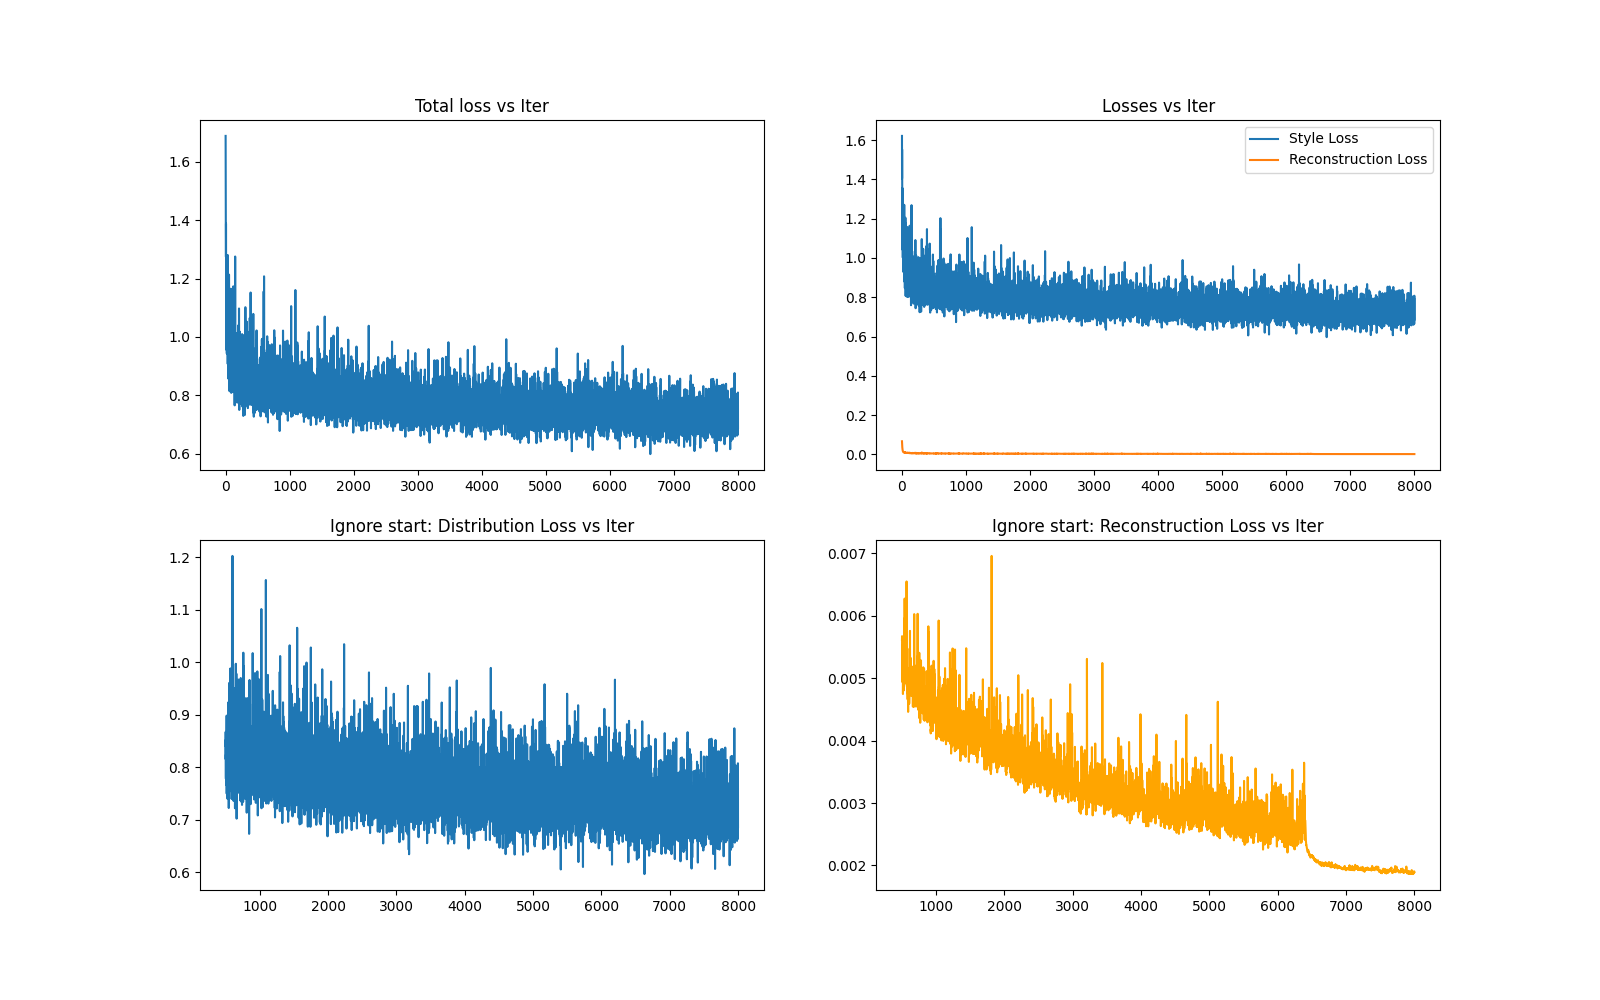 Total loss vs Iter
1.6
1.4
1.2
1.0
0.8
0.6
0 1000 2000 3000 4000 5000 6000 7000 8000
Losses vs Iter
Style Loss
Reconstruction Loss
1.6
1.4
1.2
1.0
0.8
0.6
0.4
0.2
0.0
0 1000 2000 3000 4000 5000 6000 7000 8000
Ignore start: Distribution Loss vs Iter
1.2
1.1
1.0
0.9
0.8
0.7
0.6
1000 2000 3000 4000 5000 6000 7000 8000
Ignore start: Reconstruction Loss vs Iter
0.007
0.006
0.005
0.004
0.003
0.002
1000 2000 3000 4000 5000 6000 7000 8000